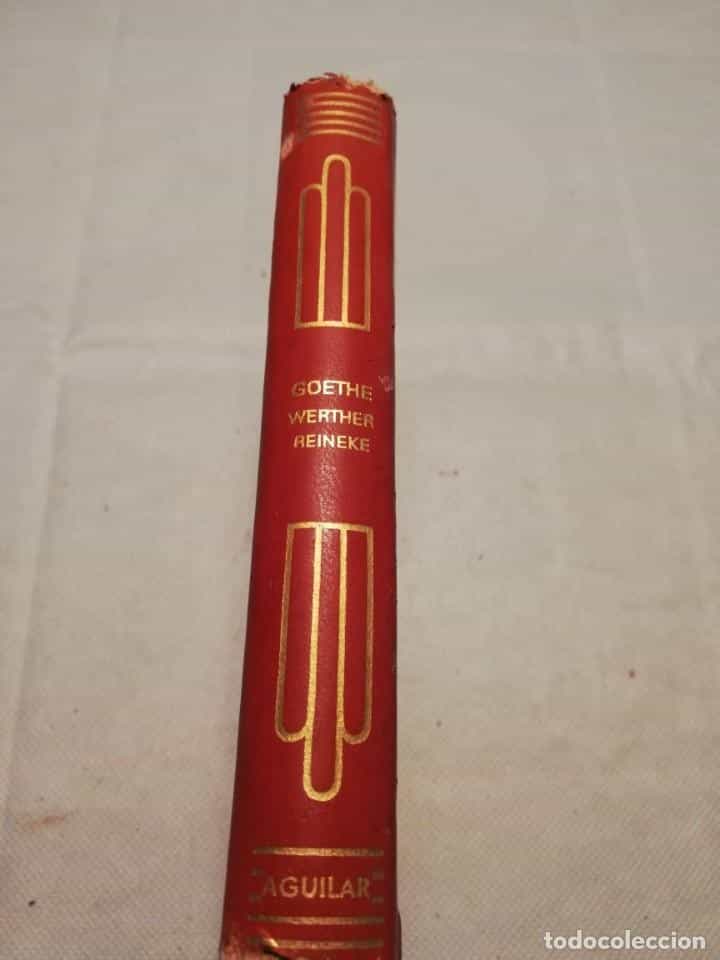 GOETHE
WERTHER
REINEKE
AGUILAR
todocoleccion